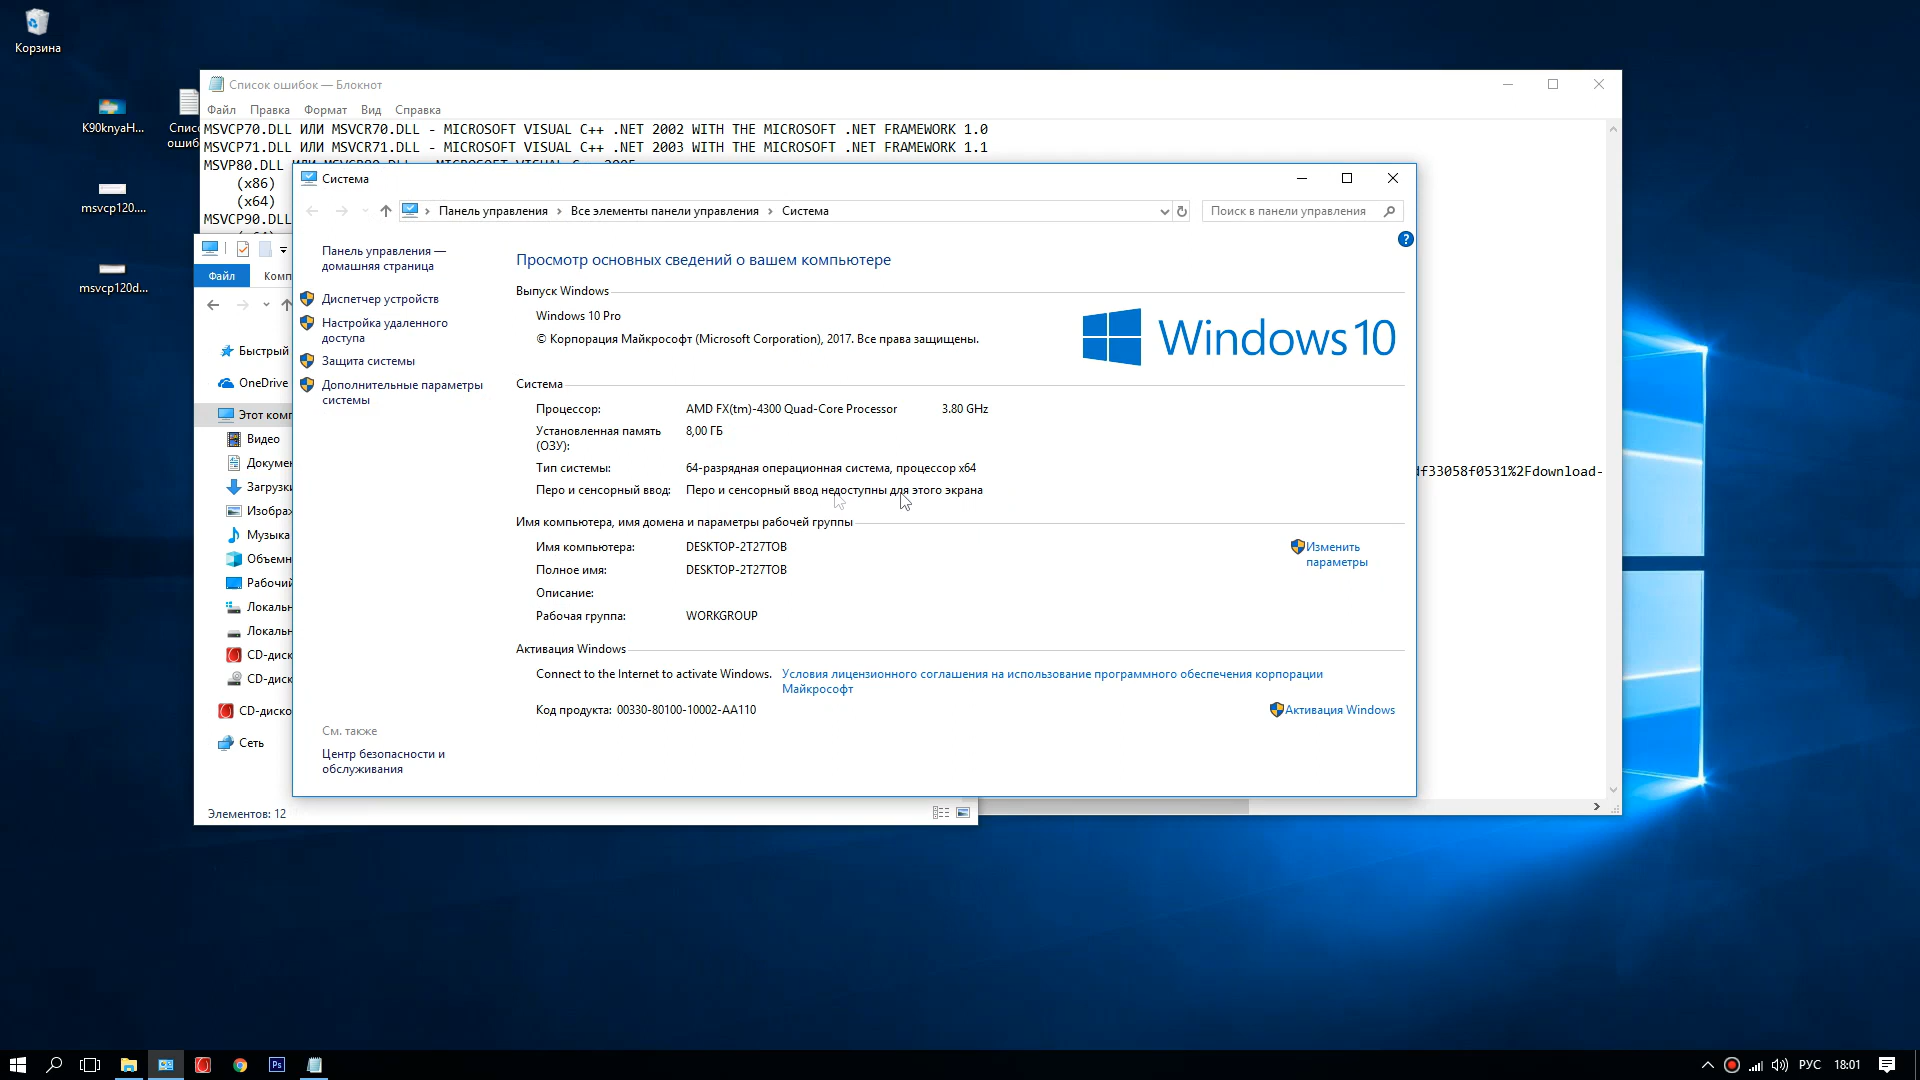 Корзина
K90knyaH...
msvcp120....
msvcp120d...
Список ошибок — Блокнот
Файл Правка Формат Вид Справка
MSVCP70.DLL ИЛИ MSVCR70.DLL - MICROSOFT VISUAL C++ .NET 2002 WITH THE MICROSOFT .NET FRAMEWORK 1.0
MSVCP71.DLL ИЛИ MSVCR71.DLL - MICROSOFT VISUAL C++ .NET 2003 WITH THE MICROSOFT .NET FRAMEWORK 1.1
MSVP80.DLL
(x86)
(x64)
MSVCP90.DLL
df33058f0531%2Fdownload-
Файл
OneDrive
Видео
Музыка
Сеть
Элементов: 12
Система
Панель управления Все элементы панели управления Система
Поиск в панели управления
Панель управления —
домашняя страница
Диспетчер устройств
Настройка удаленного
доступа
Защита системы
Дополнительные параметры
системы
См. также
Центр безопасности и
обслуживания
Просмотр основных сведений о вашем компьютере
Выпуск Windows
Windows 10 Pro
© Корпорация Майкрософт (Microsoft Corporation), 2017. Все права защищены.
Windows 10
Система
Процессор: AMD FX(tm)-4300 Quad-Core Processor 3.80 GHz
Установленная память 8,00 ГБ
(ОЗУ):
Тип системы: 64-разрядная операционная система, процессор x64
Перо и сенсорный ввод: Перо и сенсорный ввод недоступны для этого экрана
Имя компьютера, имя домена и параметры рабочей группы
Имя компьютера: DESKTOP-2T27TOB
Изменить
параметры
Полное имя: DESKTOP-2T27TOB
Описание:
Рабочая группа: WORKGROUP
Активация Windows
Connect to the Internet to activate Windows. Условия лицензионного соглашения на использование программного обеспечения корпорации
Майкрософт
Код продукта: 00330-80100-10002-AA110
Активация Windows
Ps
РУС 18:01